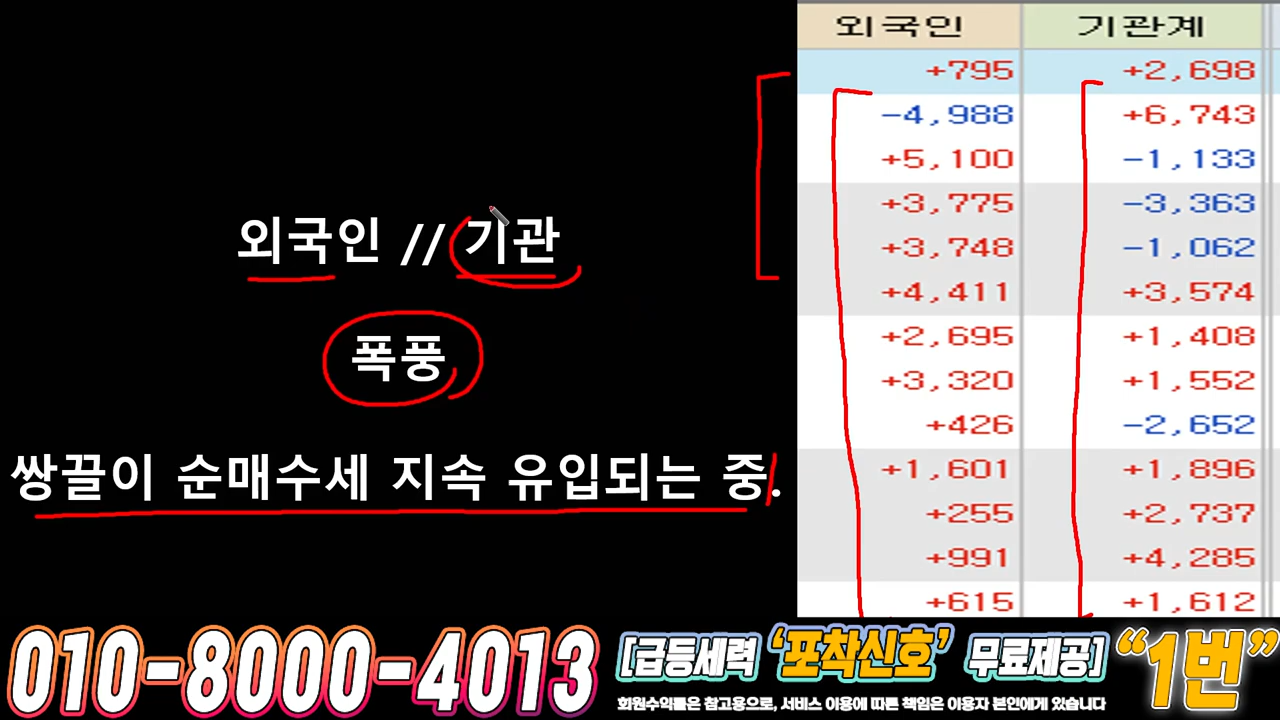 외국인 // 기관
폭풍
쌍끌이 순매수세 지속 유입되는 중.
외국인 기관계
+795 +2,698
-4,988 +6,743
+5,100 -1,133
+3,775 -3,363
+3,748 -1,062
+4,411 +3,574
+2,695 +1,408
+3,320 +1,552
+426 -2,652
+1,601 +1,896
+255 +2,737
+991 +4,285
+615 +1,612
010-8000-4013 [급등세력 '포착신호' 무료제공] "1번"
회원수익률은 참고용으로, 서비스 이용에 따른 책임은 이용자 본인에게 있습니다